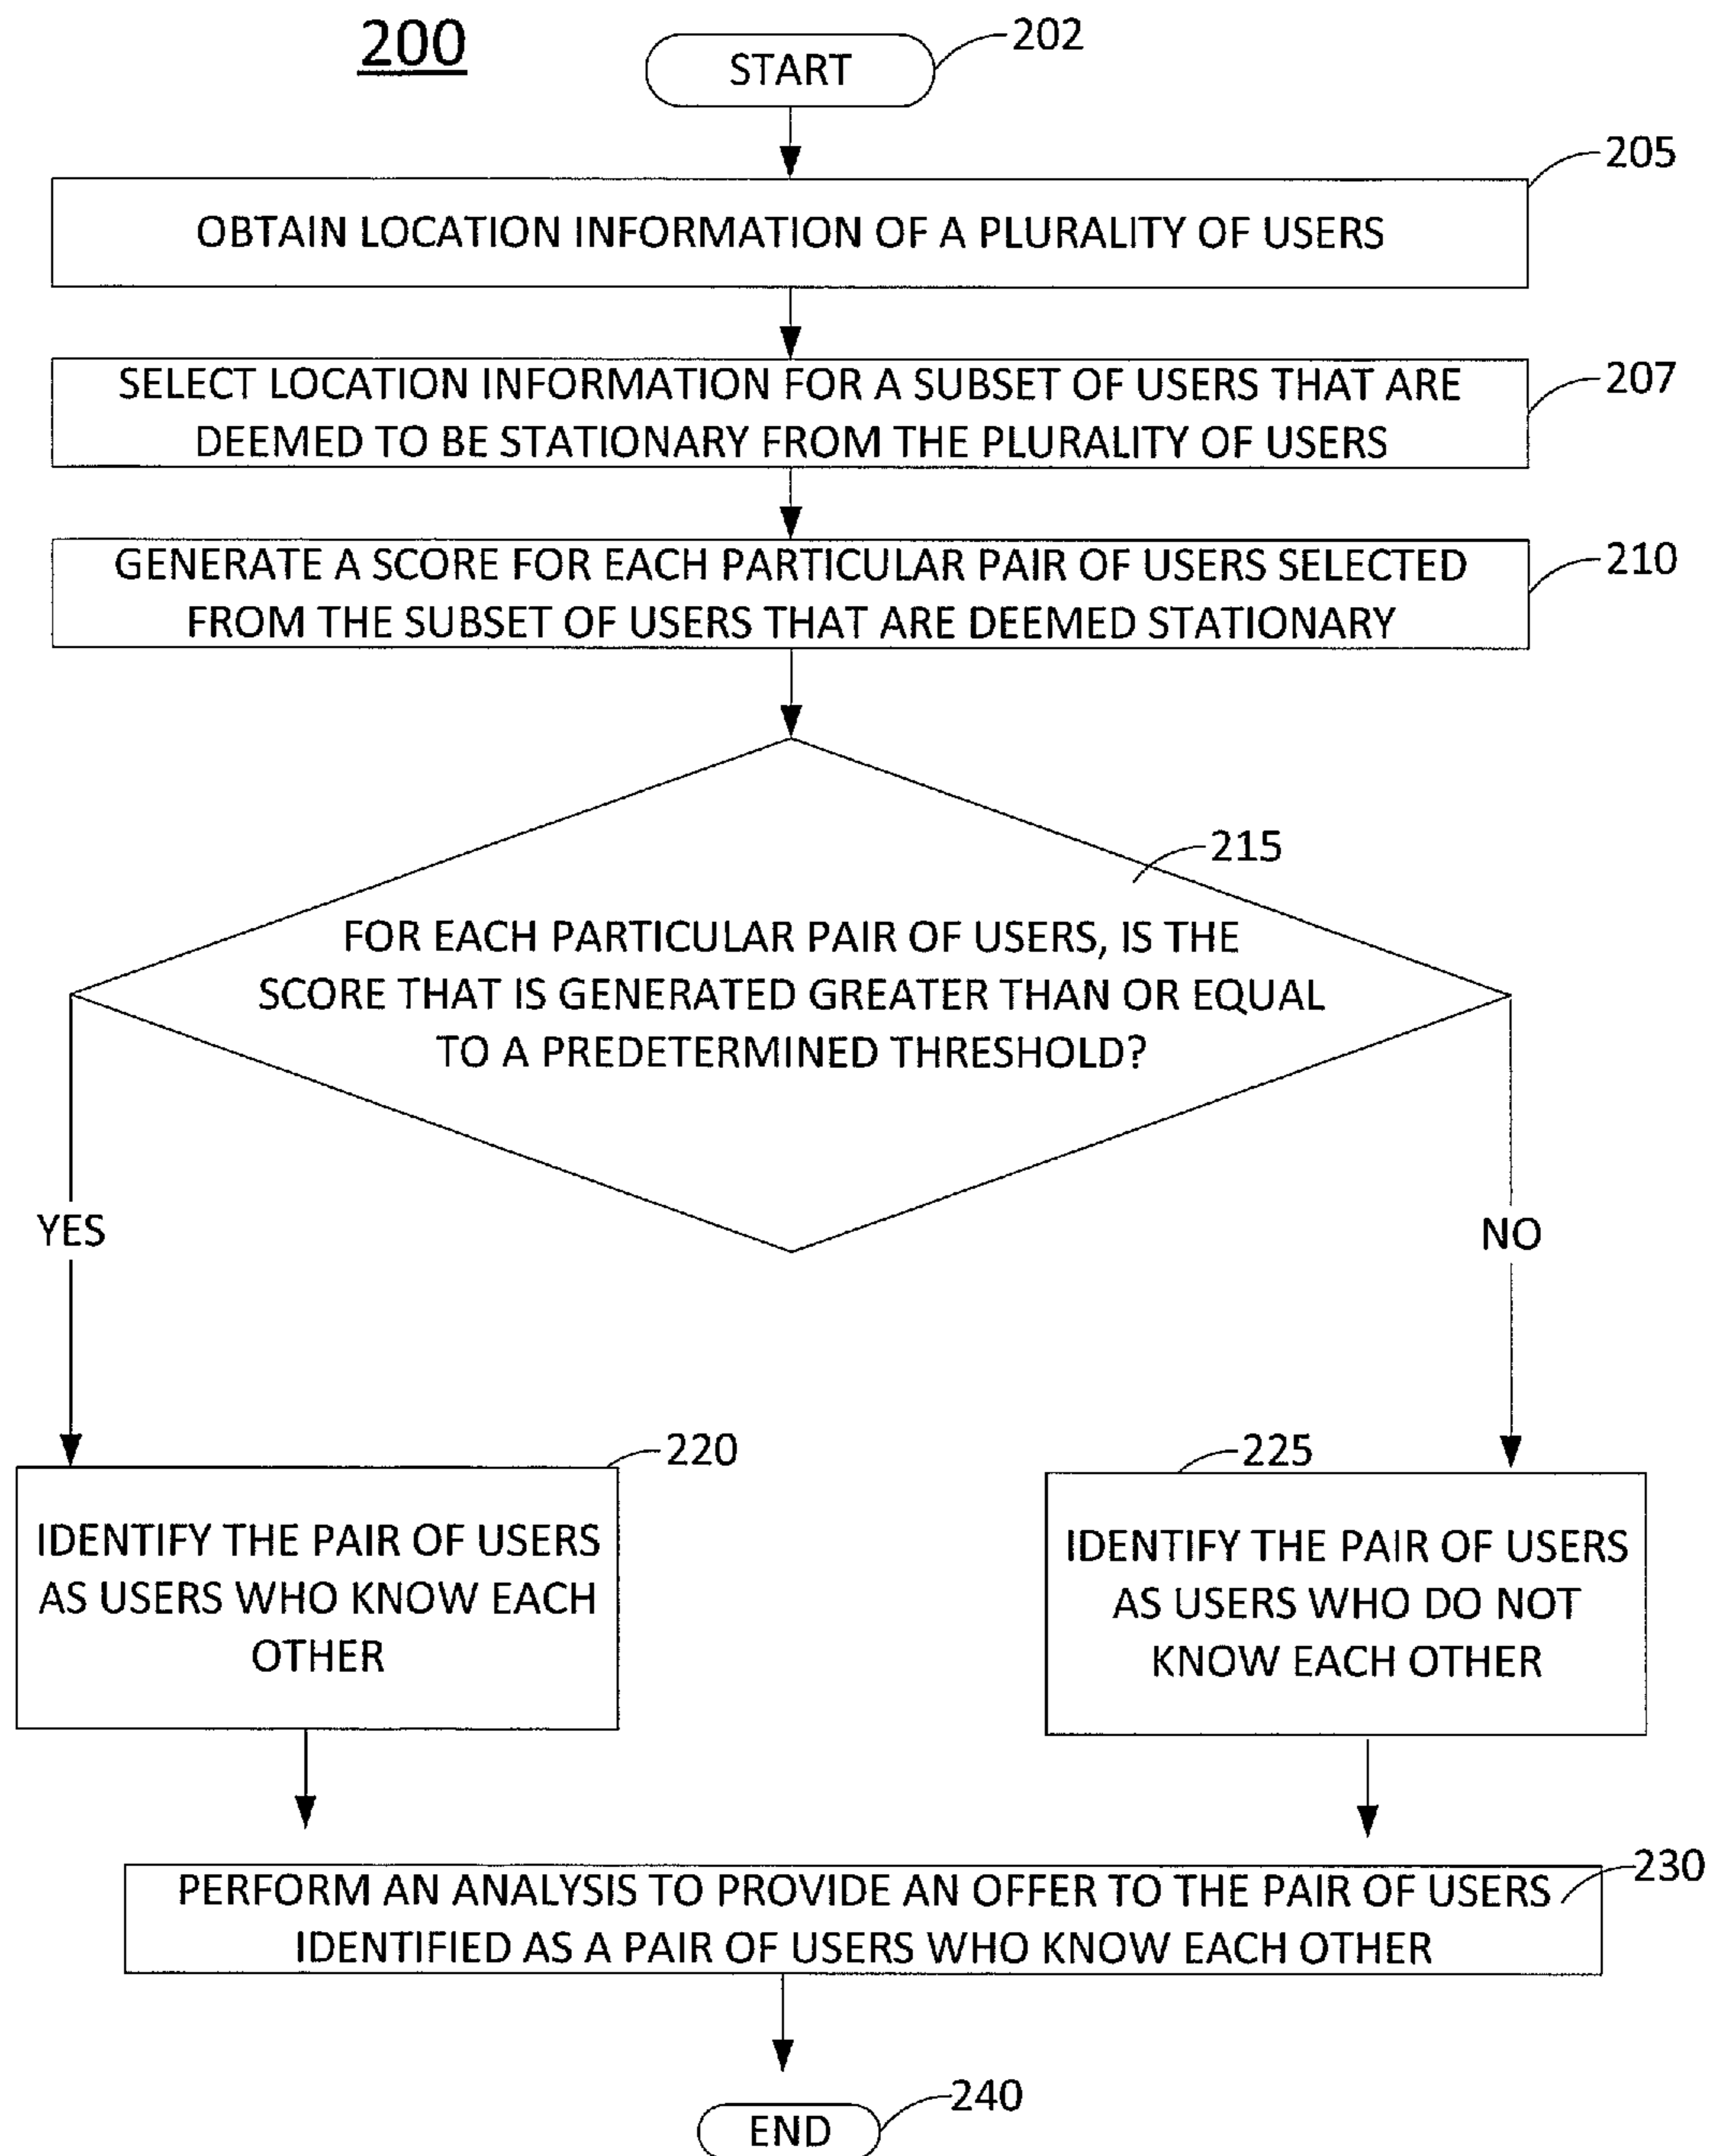 200
START
202
205
OBTAIN LOCATION INFORMATION OF A PLURALITY OF USERS
SELECT LOCATION INFORMATION FOR A SUBSET OF USERS THAT ARE
DEEMED TO BE STATIONARY FROM THE PLURALITY OF USERS
207
GENERATE A SCORE FOR EACH PARTICULAR PAIR OF USERS SELECTED
FROM THE SUBSET OF USERS THAT ARE DEEMED STATIONARY
210
215
FOR EACH PARTICULAR PAIR OF USERS, IS THE
SCORE THAT IS GENERATED GREATER THAN OR EQUAL
TO A PREDETERMINED THRESHOLD?
YES
NO
220
IDENTIFY THE PAIR OF USERS
AS USERS WHO KNOW EACH
OTHER
225
IDENTIFY THE PAIR OF USERS
AS USERS WHO DO NOT
KNOW EACH OTHER
230
PERFORM AN ANALYSIS TO PROVIDE AN OFFER TO THE PAIR OF USERS
IDENTIFIED AS A PAIR OF USERS WHO KNOW EACH OTHER
240
END